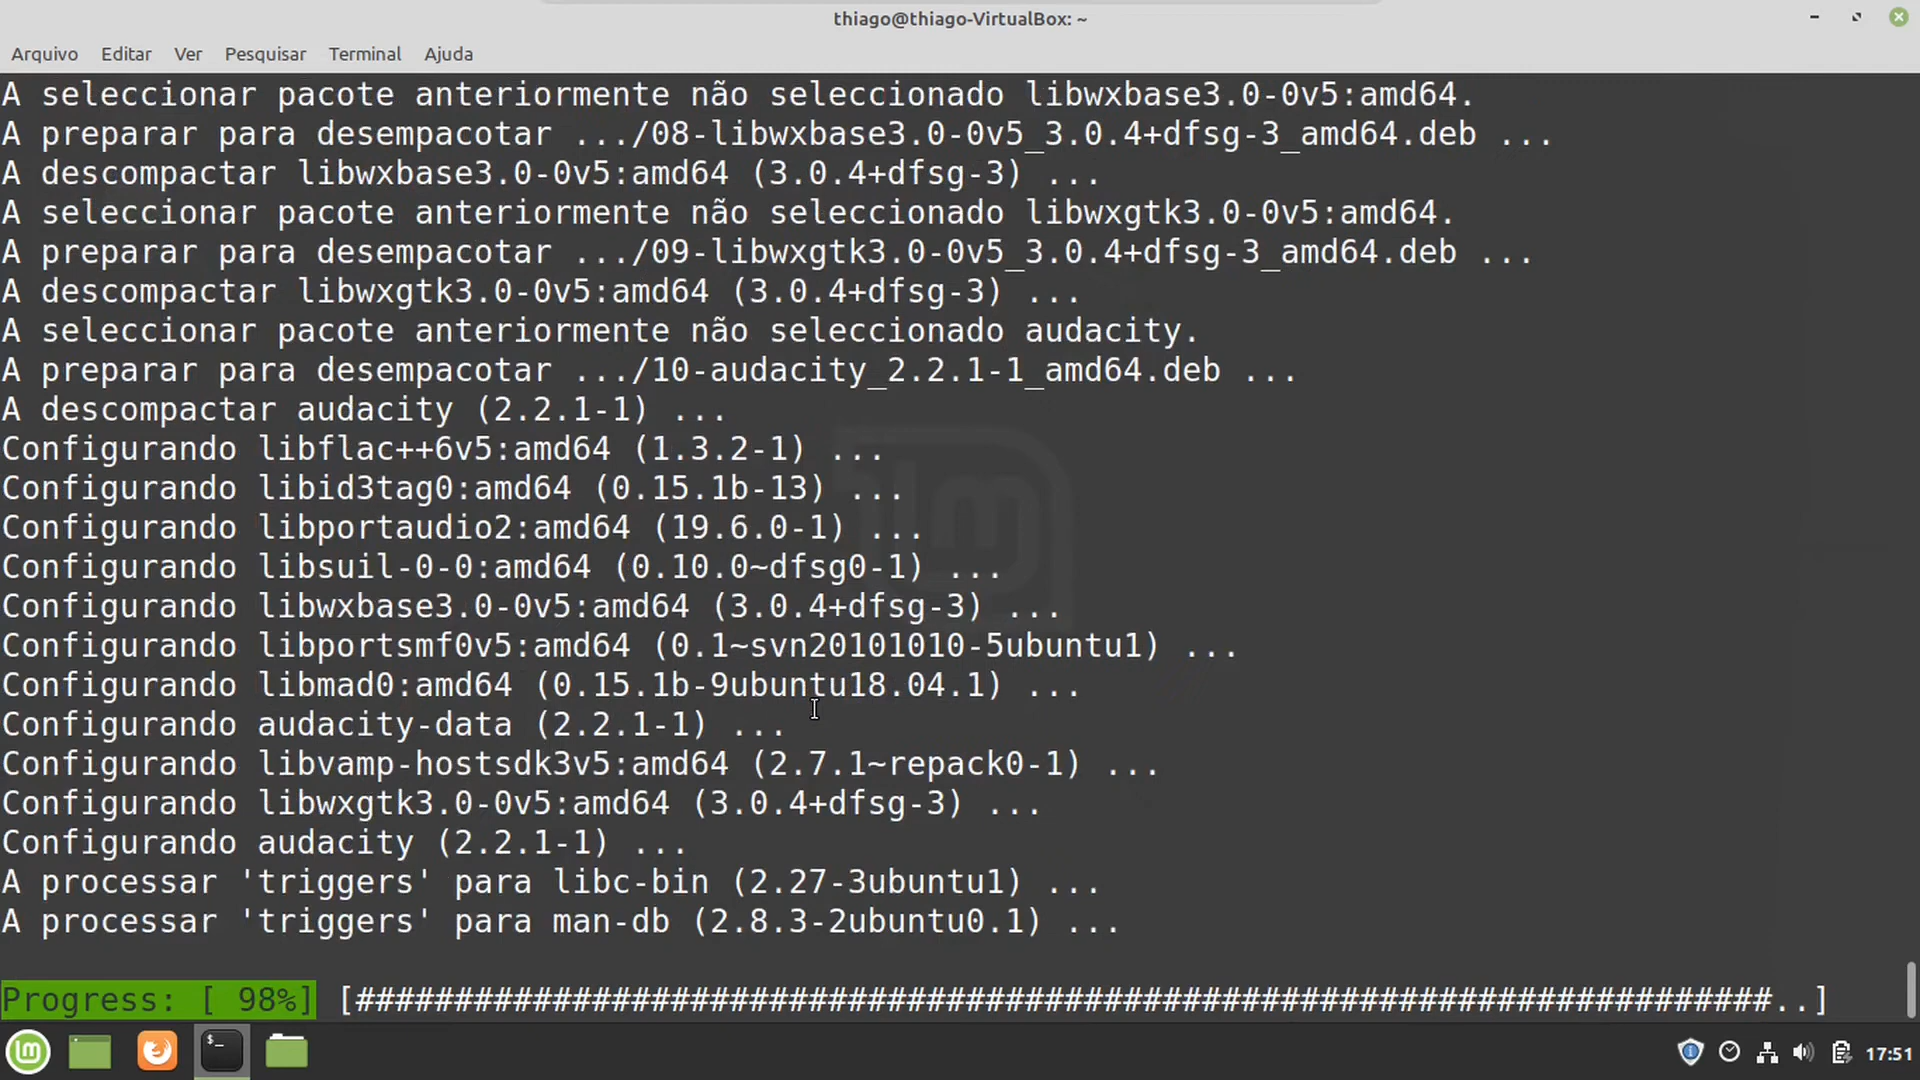 thiago@thiago-VirtualBox: ~
Arquivo Editar Ver Pesquisar Terminal Ajuda
A seleccionar pacote anteriormente não seleccionado libwxbase3.0-0v5:amd64.
A preparar para desempacotar .../08-libwxbase3.0-0v5_3.0.4+dfsg-3_amd64.deb ...
A descompactar libwxbase3.0-0v5:amd64 (3.0.4+dfsg-3) ...
A seleccionar pacote anteriormente não seleccionado libwxgtk3.0-0v5:amd64.
A preparar para desempacotar .../09-libwxgtk3.0-0v5_3.0.4+dfsg-3_amd64.deb ...
A descompactar libwxgtk3.0-0v5:amd64 (3.0.4+dfsg-3) ...
A seleccionar pacote anteriormente não seleccionado audacity.
A preparar para desempacotar .../10-audacity_2.2.1-1_amd64.deb ...
A descompactar audacity (2.2.1-1) ...
Configurando libflac++6v5:amd64 (1.3.2-1) ...
Configurando libid3tag0:amd64 (0.15.1b-13) ...
Configurando libportaudio2:amd64 (19.6.0-1) ...
Configurando libsuil-0-0:amd64 (0.10.0~dfsg0-1) ...
Configurando libwxbase3.0-0v5:amd64 (3.0.4+dfsg-3) ...
Configurando libportsmf0v5:amd64 (0.1~svn20101010-5ubuntu1) ...
Configurando libmad0:amd64 (0.15.1b-9ubuntu18.04.1) ...
Configurando audacity-data (2.2.1-1) ...
Configurando libvamp-hostsdk3v5:amd64 (2.7.1~repack0-1) ...
Configurando libwxgtk3.0-0v5:amd64 (3.0.4+dfsg-3) ...
Configurando audacity (2.2.1-1) ...
A processar 'triggers' para libc-bin (2.27-3ubuntu1) ...
A processar 'triggers' para man-db (2.8.3-2ubuntu0.1) ...
Progress: [ 98%] [########################################################################..]
17:51